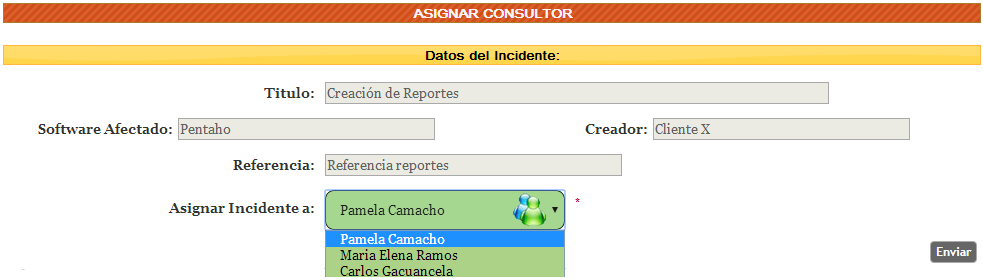 ASIGNAR CONSULTOR
Datos del Incidente:
Titulo: Creación de Reportes
Software Afectado: Pentaho Creador: Cliente X
Referencia: Referencia reportes
Asignar Incidente a: Pamela Camacho *
Pamela Camacho
Maria Elena Ramos
Carlos Gacuancela
Enviar